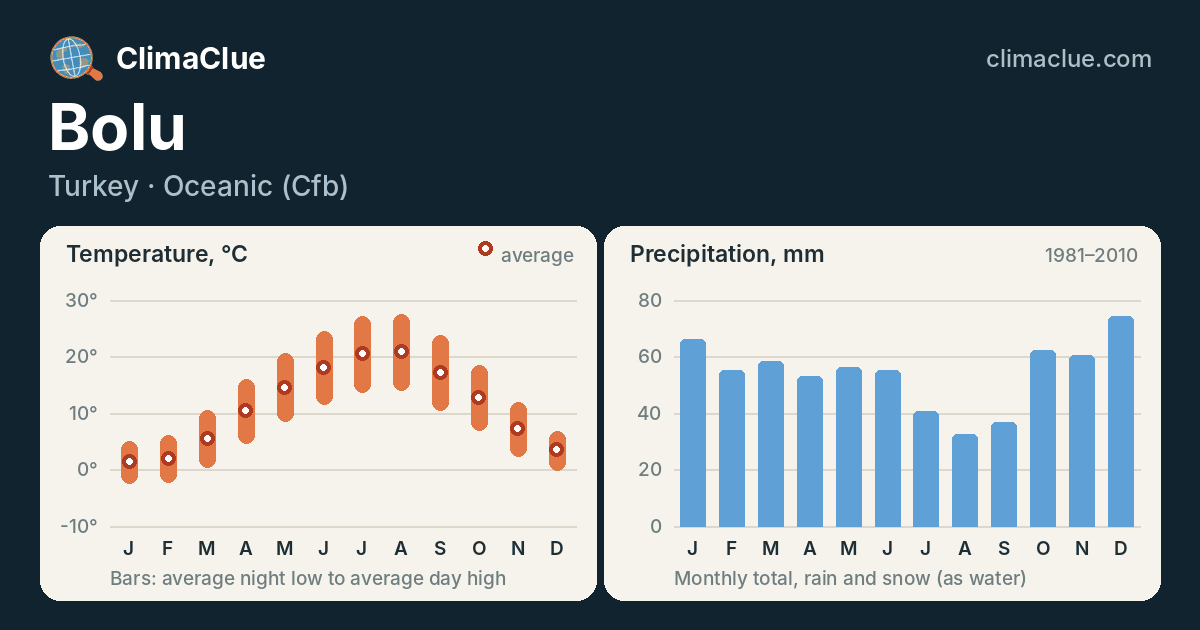 ClimaClue
climaclue.com
Bolu
Turkey · Oceanic (Cfb)
Temperature, °C
average
30°
20°
10°
0°
-10°
J F M A M J J A S O N D
Bars: average night low to average day high
Precipitation, mm
1981–2010
80
60
40
20
0
J F M A M J J A S O N D
Monthly total, rain and snow (as water)